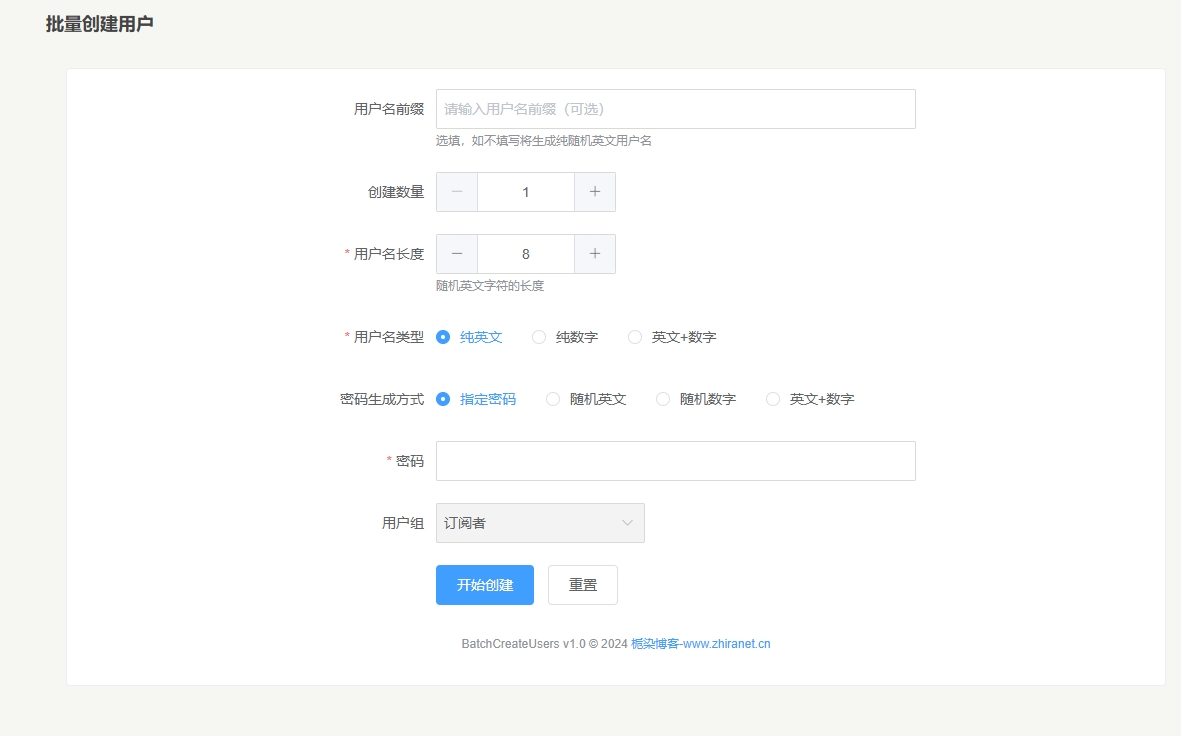 批量创建用户
用户名前缀 请输入用户名前缀（可选）
选填，如不填写将生成纯随机英文用户名
创建数量 − 1 +
* 用户名长度 − 8 +
随机英文字符的长度
* 用户名类型 纯英文 纯数字 英文+数字
密码生成方式 指定密码 随机英文 随机数字 英文+数字
* 密码
用户组 订阅者
开始创建 重置
BatchCreateUsers v1.0 © 2024 栀染博客-www.zhiranet.cn